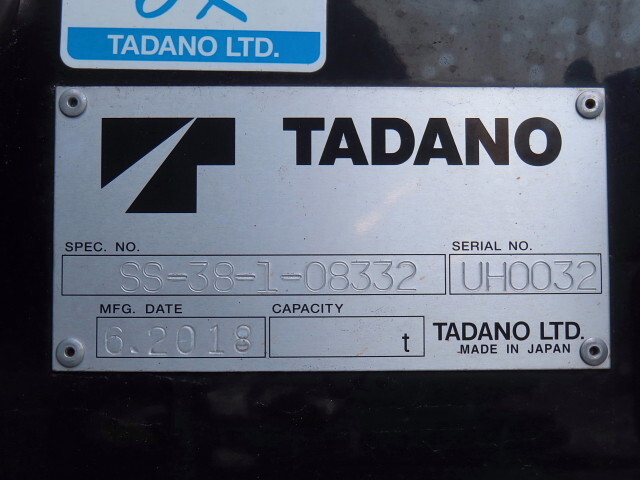 TADANO LTD.
TADANO
SPEC. NO.
SERIAL NO.
SS-38-1-08332
UH0032
MFG. DATE
CAPACITY
6.2018
t
TADANO LTD.
MADE IN JAPAN